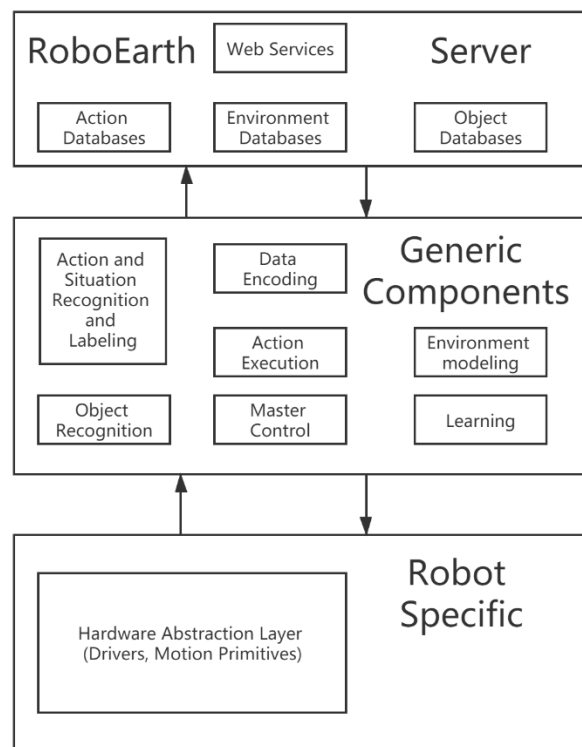 RoboEarth
Web Services
Server
Action
Databases
Environment
Databases
Object
Databases
Action and
Situation
Recognition
and
Labeling
Data
Encoding
Generic
Components
Action
Execution
Environment
modeling
Object
Recognition
Master
Control
Learning
Robot
Specific
Hardware Abstraction Layer
(Drivers, Motion Primitives)